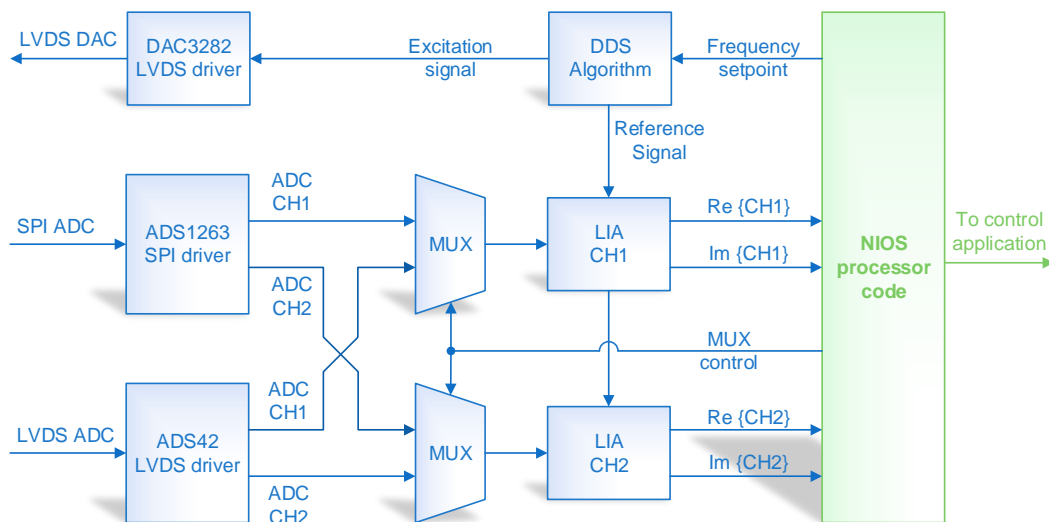 LVDS DAC
DAC3282
LVDS driver
Excitation
signal
DDS
Algorithm
Frequency
setpoint
Reference
Signal
SPI ADC
ADS1263
SPI driver
ADC
CH1
ADC
CH2
MUX
LIA
CH1
Re {CH1}
Im {CH1}
NIOS
processor
code
To control
application
MUX
control
LVDS ADC
ADS42
LVDS driver
ADC
CH1
ADC
CH2
MUX
LIA
CH2
Re {CH2}
Im {CH2}